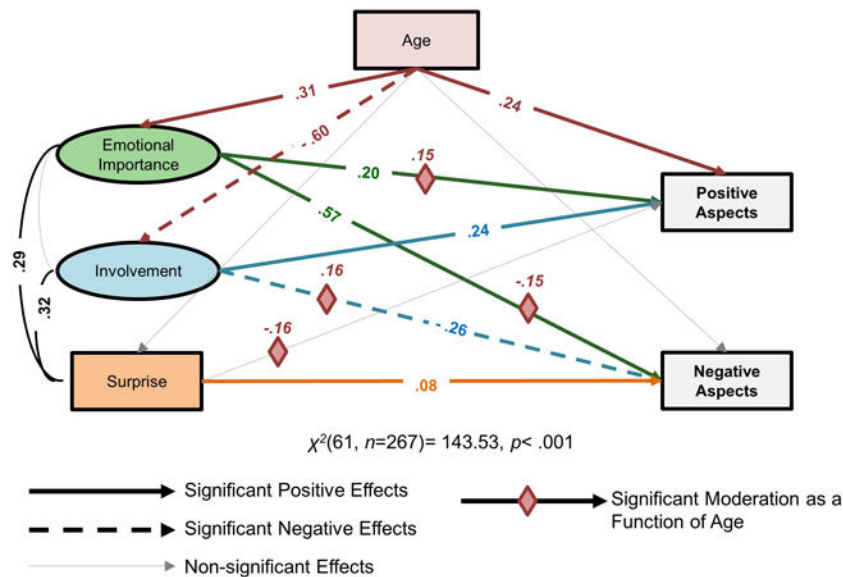 Age
.31
.24
-.60
Emotional
Importance
.15
.20
.57
Positive
Aspects
.24
Involvement
.29
.32
.16
-.15
-.26
-.16
Surprise
.08
Negative
Aspects
χ²(61, n=267)= 143.53, p< .001
Significant Positive Effects
Significant Moderation as a
Function of Age
Significant Negative Effects
Non-significant Effects